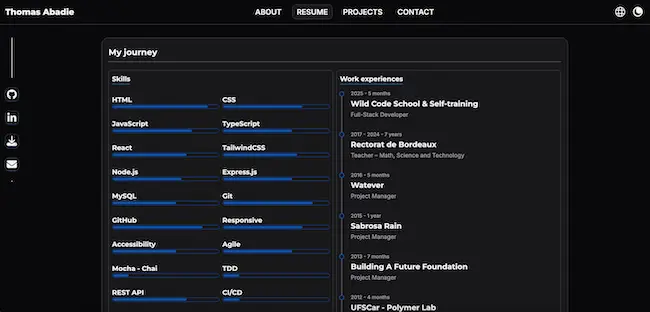 Thomas Abadie
ABOUT RESUME PROJECTS CONTACT
My journey
Skills
HTML CSS
JavaScript TypeScript
React TailwindCSS
Node.js Express.js
MySQL Git
GitHub Responsive
Accessibility Agile
Mocha - Chai TDD
REST API CI/CD
Work experiences
2025 - 5 months
Wild Code School & Self-training
Full-Stack Developer
2017 - 2024 - 7 years
Rectorat de Bordeaux
Teacher – Math, Science and Technology
2016 - 5 months
Watever
Project Manager
2015 - 1 year
Sabrosa Rain
Project Manager
2013 - 7 months
Building A Future Foundation
Project Manager
2012 - 4 months
UFSCar - Polymer Lab